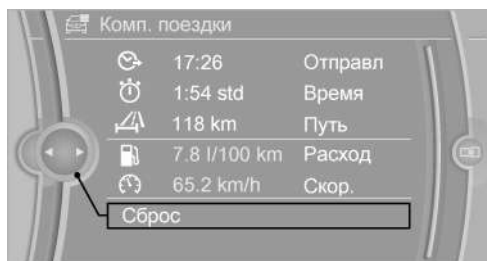 Комп. поездки
17:26 Отправл
1:54 std Время
118 km Путь
7.8 l/100 km Расход
65.2 km/h Скор.
Сброс